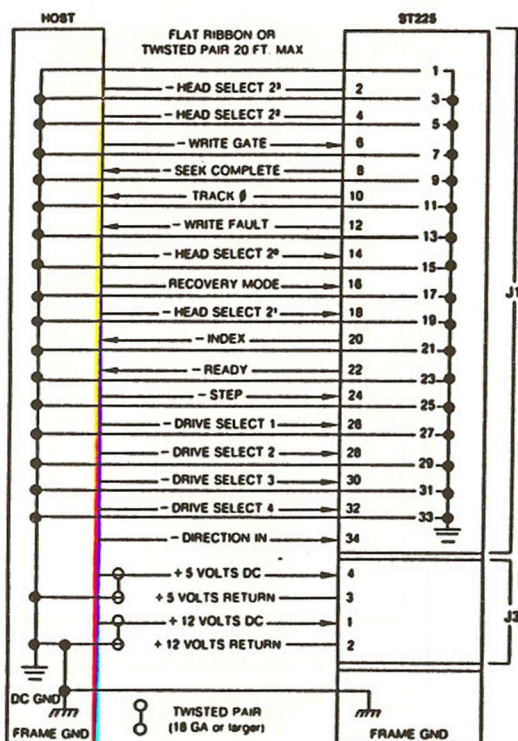 HOST
FLAT RIBBON OR
TWISTED PAIR 20 FT. MAX
ST225
1
- HEAD SELECT 2³ 2
3
- HEAD SELECT 2² 4
5
- WRITE GATE 6
7
- SEEK COMPLETE 8
9
TRACK Ø 10
11
- WRITE FAULT 12
13
- HEAD SELECT 2⁰ 14
15
RECOVERY MODE 16
17
- HEAD SELECT 2¹ 18
19
- INDEX 20
21
- READY 22
23
- STEP 24
25
- DRIVE SELECT 1 26
27
- DRIVE SELECT 2 28
29
- DRIVE SELECT 3 30
31
- DRIVE SELECT 4 32
33
- DIRECTION IN 34
J1
+ 5 VOLTS DC 4
+ 5 VOLTS RETURN 3
+ 12 VOLTS DC 1
+ 12 VOLTS RETURN 2
J3
DC GND
FRAME GND
TWISTED PAIR
(18 GA or larger)
FRAME GND